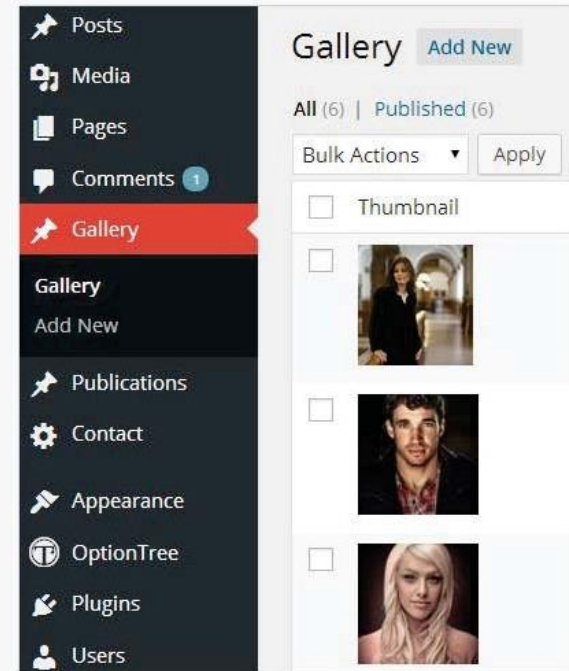 Posts
Media
Pages
Comments 1
Gallery
Gallery
Add New
Publications
Contact
Appearance
OptionTree
Plugins
Users
Gallery Add New
All (6) | Published (6)
Bulk Actions Apply
Thumbnail